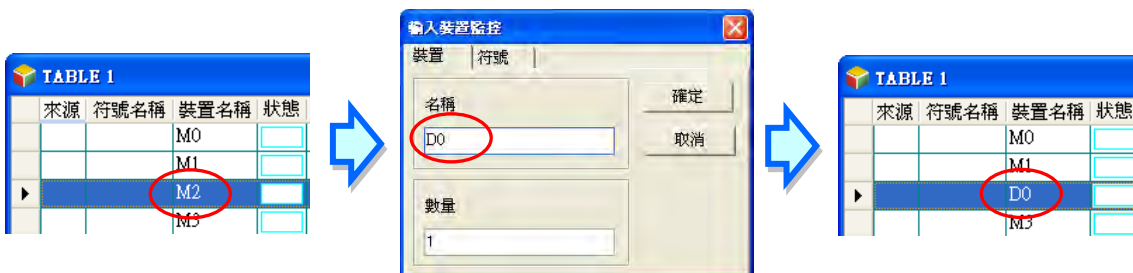 TABLE 1
來源 符號名稱 裝置名稱 狀態
M0
M1
M2
M3
輸入裝置監控
裝置 符號
名稱
D0
確定
取消
數量
1
TABLE 1
來源 符號名稱 裝置名稱 狀態
M0
M1
D0
M3